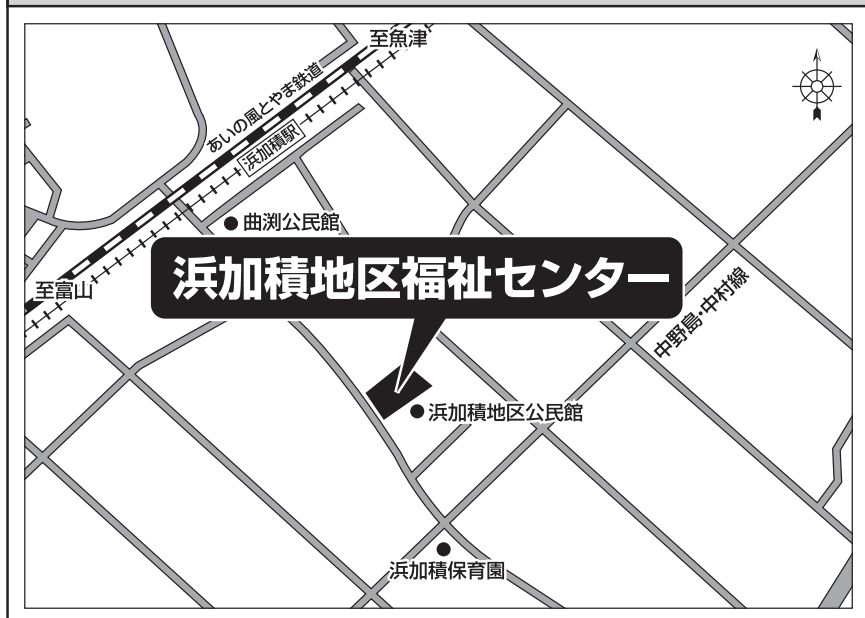 至魚津
あいの風とやま鉄道
浜加積駅
曲渕公民館
浜加積地区福祉センター
至富山
中野島・中村線
浜加積地区公民館
浜加積保育園